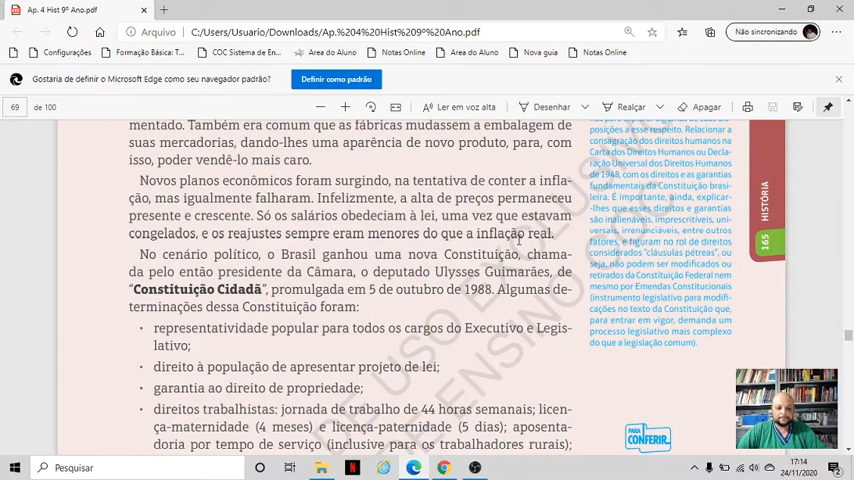 Ap. 4 Hist 9º Ano.pdf
Arquivo
C:/Users/Usuario/Downloads/Ap.%204%20Hist%209º%20Ano.pdf
Não sincronizando
Configurações
Formação Básica: T...
COC Sistema de En...
Area do Aluno
Notas Online
Area do Aluno
Nova guia
Notas Online
Gostaria de definir o Microsoft Edge como seu navegador padrão?
Definir como padrão
69 de 100
Ler em voz alta
Desenhar
Realçar
Apagar
mentado. Também era comum que as fábricas mudassem a embalagem de
suas mercadorias, dando-lhes uma aparência de novo produto, para, com
isso, poder vendê-lo mais caro.
Novos planos econômicos foram surgindo, na tentativa de conter a infla-
ção, mas igualmente falharam. Infelizmente, a alta de preços permaneceu
presente e crescente. Só os salários obedeciam à lei, uma vez que estavam
congelados, e os reajustes sempre eram menores do que a inflação real.
No cenário político, o Brasil ganhou uma nova Constituição, chama-
da pelo então presidente da Câmara, o deputado Ulysses Guimarães, de
“Constituição Cidadã”, promulgada em 5 de outubro de 1988. Algumas de-
terminações dessa Constituição foram:
• representatividade popular para todos os cargos do Executivo e Legis-
lativo;
• direito à população de apresentar projeto de lei;
• garantia ao direito de propriedade;
• direitos trabalhistas: jornada de trabalho de 44 horas semanais; licen-
ça-maternidade (4 meses) e licença-paternidade (5 dias); aposenta-
doria por tempo de serviço (inclusive para os trabalhadores rurais);
posições a esse respeito. Relacionar a
consagração dos direitos humanos na
Carta dos Direitos Humanos ou Decla-
ração Universal dos Direitos Humanos
de 1948, com os direitos e as garantias
fundamentais da Constituição brasi-
leira. É importante, ainda, explicar-
-lhes que esses direitos e garantias
são inalienáveis, imprescritíveis, uni-
versais, irrenunciáveis, entre outros
fatores, e figuram no rol de direitos
considerados “cláusulas pétreas”, ou
seja, não podem ser modificados ou
retirados da Constituição Federal nem
mesmo por Emendas Constitucionais
(instrumento legislativo para modifi-
cações no texto da Constituição que,
para entrar em vigor, demanda um
processo legislativo mais complexo
do que a legislação comum).
HISTÓRIA
165
PARA
CONFERIR...
DE USO EXCLUSIVO
DE ENSINO COC
Pesquisar
17:14
24/11/2020
2